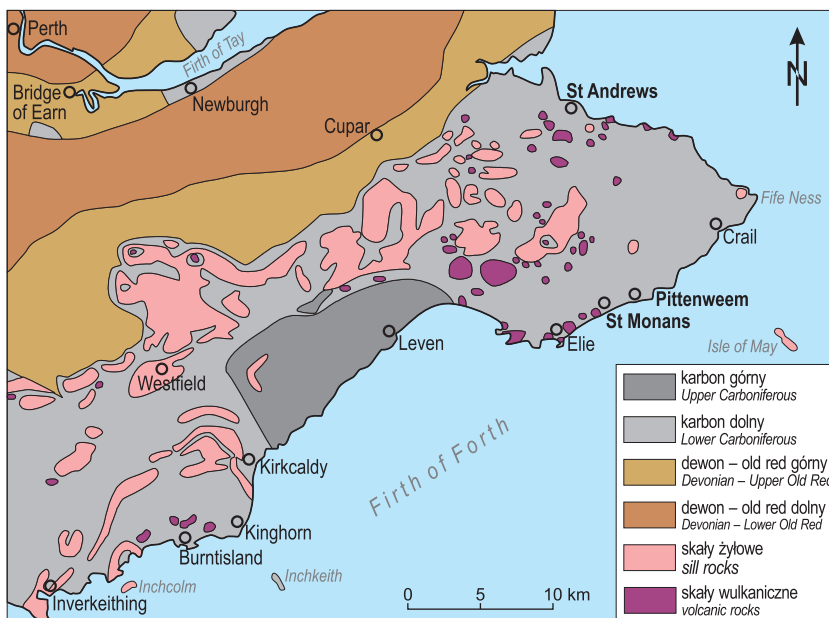 Perth
Firth of Tay
Bridge
of Earn
Newburgh
St Andrews
N
Cupar
Fife Ness
Crail
Pittenweem
St Monans
Elie
Isle of May
Leven
Westfield
Firth of Forth
Kirkcaldy
Kinghorn
Burntisland
Inchkeith
Inchcolm
Inverkeithing
0 5 10 km
karbon górny
Upper Carboniferous
karbon dolny
Lower Carboniferous
dewon – old red górny
Devonian – Upper Old Red
dewon – old red dolny
Devonian – Lower Old Red
skały żyłowe
sill rocks
skały wulkaniczne
volcanic rocks